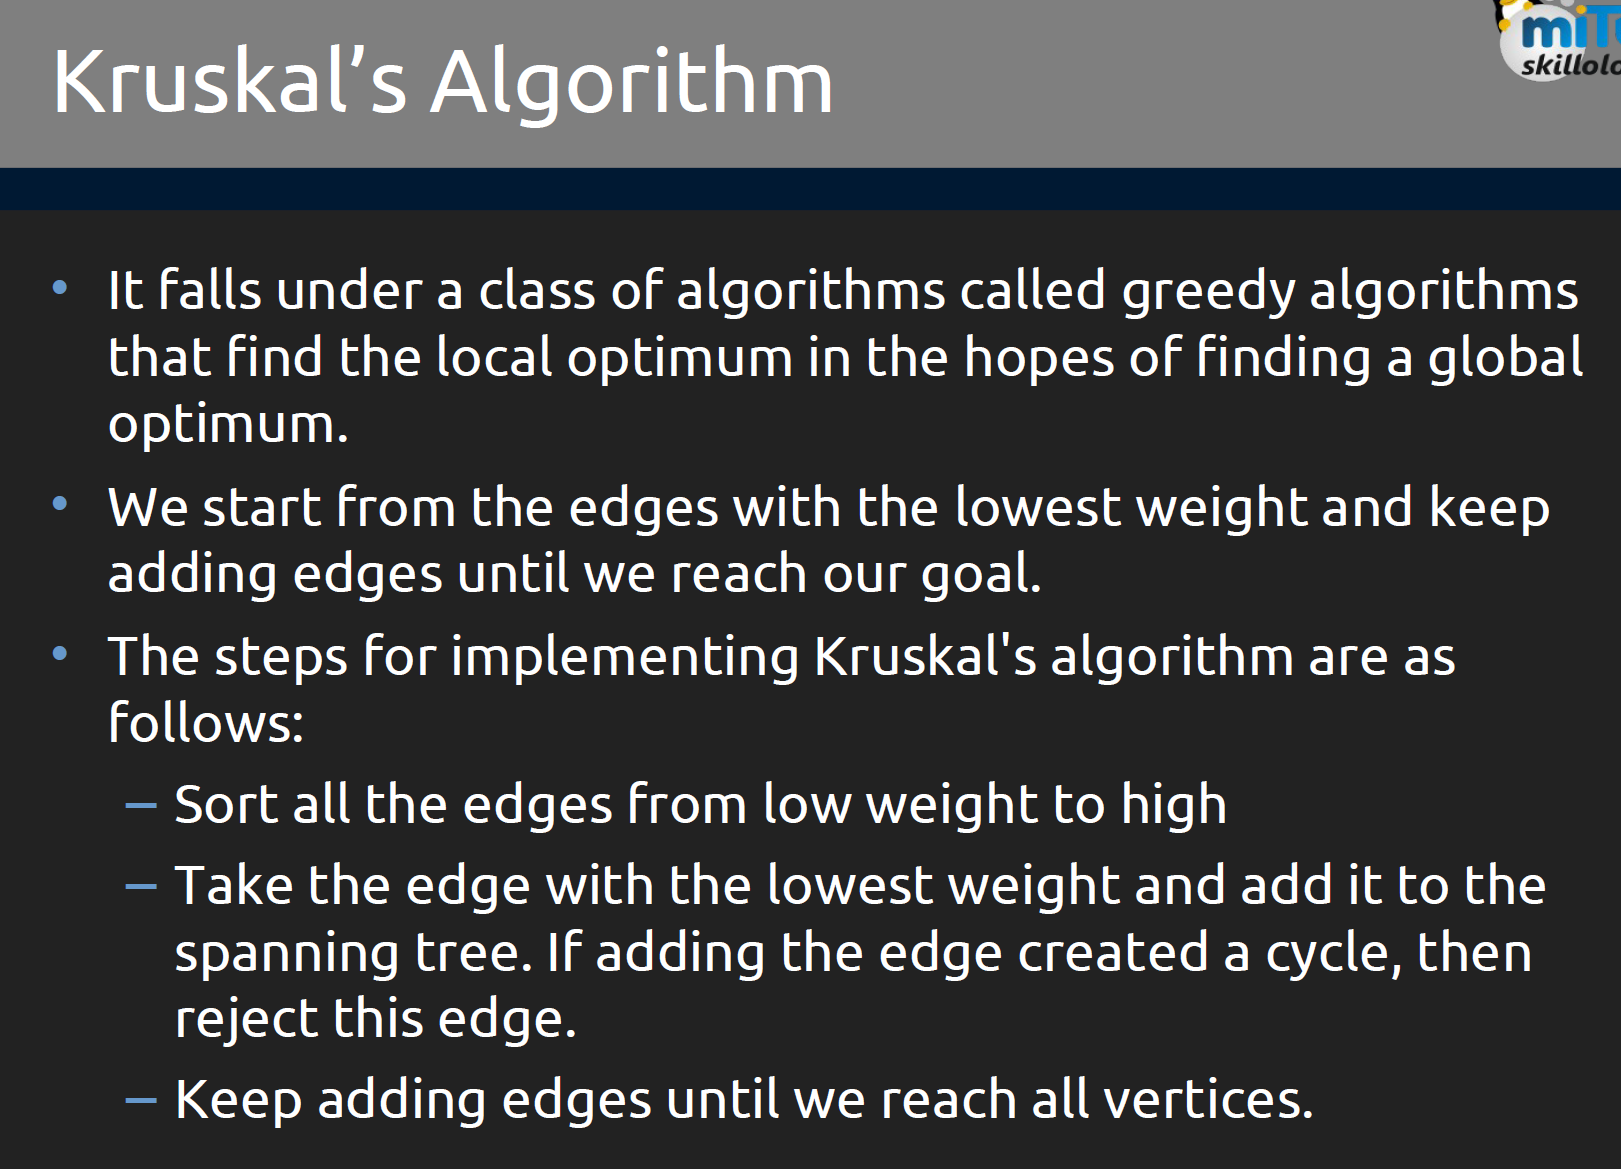 Kruskal’s Algorithm
skillolo
• It falls under a class of algorithms called greedy algorithms
that find the local optimum in the hopes of finding a global
optimum.
• We start from the edges with the lowest weight and keep
adding edges until we reach our goal.
• The steps for implementing Kruskal's algorithm are as
follows:
– Sort all the edges from low weight to high
– Take the edge with the lowest weight and add it to the
spanning tree. If adding the edge created a cycle, then
reject this edge.
– Keep adding edges until we reach all vertices.